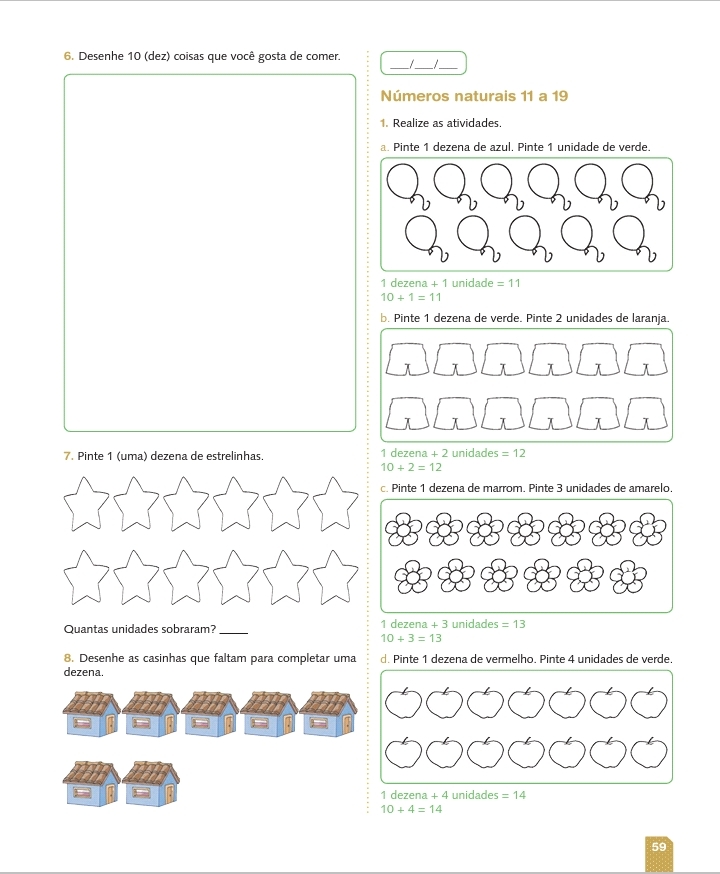 6. Desenhe 10 (dez) coisas que você gosta de comer.
7. Pinte 1 (uma) dezena de estrelinhas.
Quantas unidades sobraram? _____
8. Desenhe as casinhas que faltam para completar uma
dezena.
___/___/___
Números naturais 11 a 19
1. Realize as atividades.
a. Pinte 1 dezena de azul. Pinte 1 unidade de verde.
1 dezena + 1 unidade = 11
10 + 1 = 11
b. Pinte 1 dezena de verde. Pinte 2 unidades de laranja.
1 dezena + 2 unidades = 12
10 + 2 = 12
c. Pinte 1 dezena de marrom. Pinte 3 unidades de amarelo.
1 dezena + 3 unidades = 13
10 + 3 = 13
d. Pinte 1 dezena de vermelho. Pinte 4 unidades de verde.
1 dezena + 4 unidades = 14
10 + 4 = 14
59